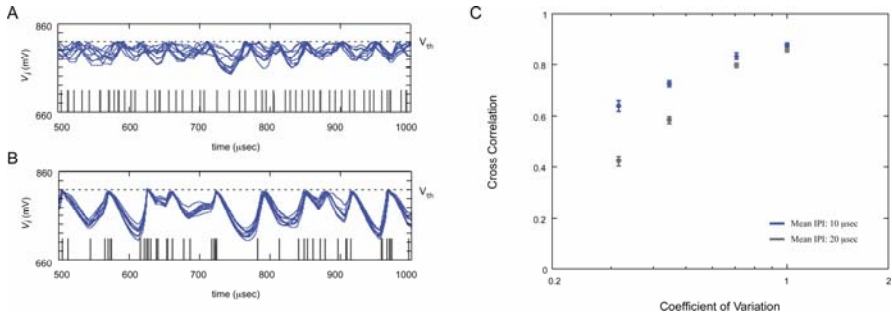 A
860
V_i (mV)
V_th
660
500 600 700 800 900 1000
time (μsec)
B
860
V_i (mV)
V_th
660
500 600 700 800 900 1000
time (μsec)
C
1
0.8
0.6
0.4
0.2
0
Cross Correlation
Mean IPI: 10 μsec
Mean IPI: 20 μsec
0.2 1 2
Coefficient of Variation